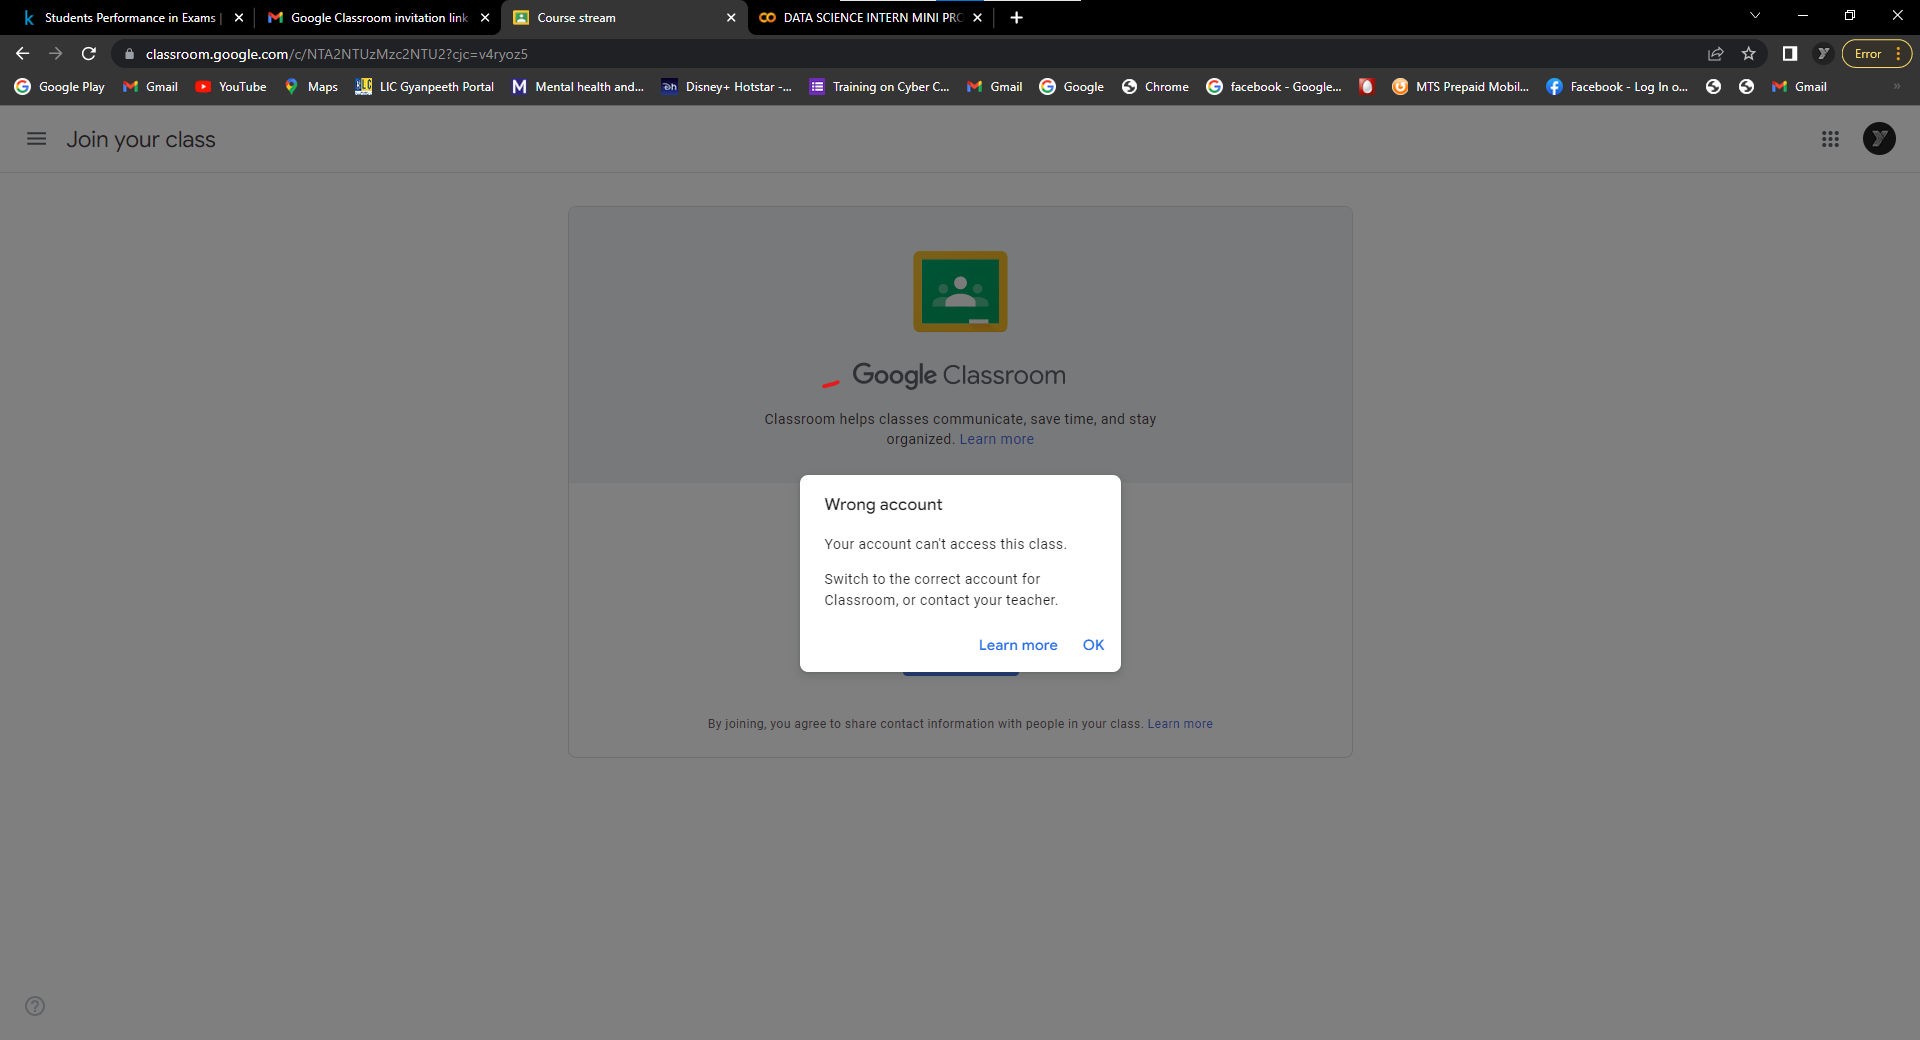 Students Performance in Exams |
Google Classroom invitation link
Course stream
DATA SCIENCE INTERN MINI PRO
classroom.google.com/c/NTA2NTUzMzc2NTU2?cjc=v4ryoz5
Error
Google Play
Gmail
YouTube
Maps
LIC Gyanpeeth Portal
Mental health and...
Disney+ Hotstar -...
Training on Cyber C...
Gmail
Google
Chrome
facebook - Google...
MTS Prepaid Mobil...
Facebook - Log In o...
Gmail
»
Join your class
Google Classroom
Classroom helps classes communicate, save time, and stay
organized. Learn more
Wrong account
Your account can't access this class.
Switch to the correct account for
Classroom, or contact your teacher.
Learn more OK
By joining, you agree to share contact information with people in your class. Learn more